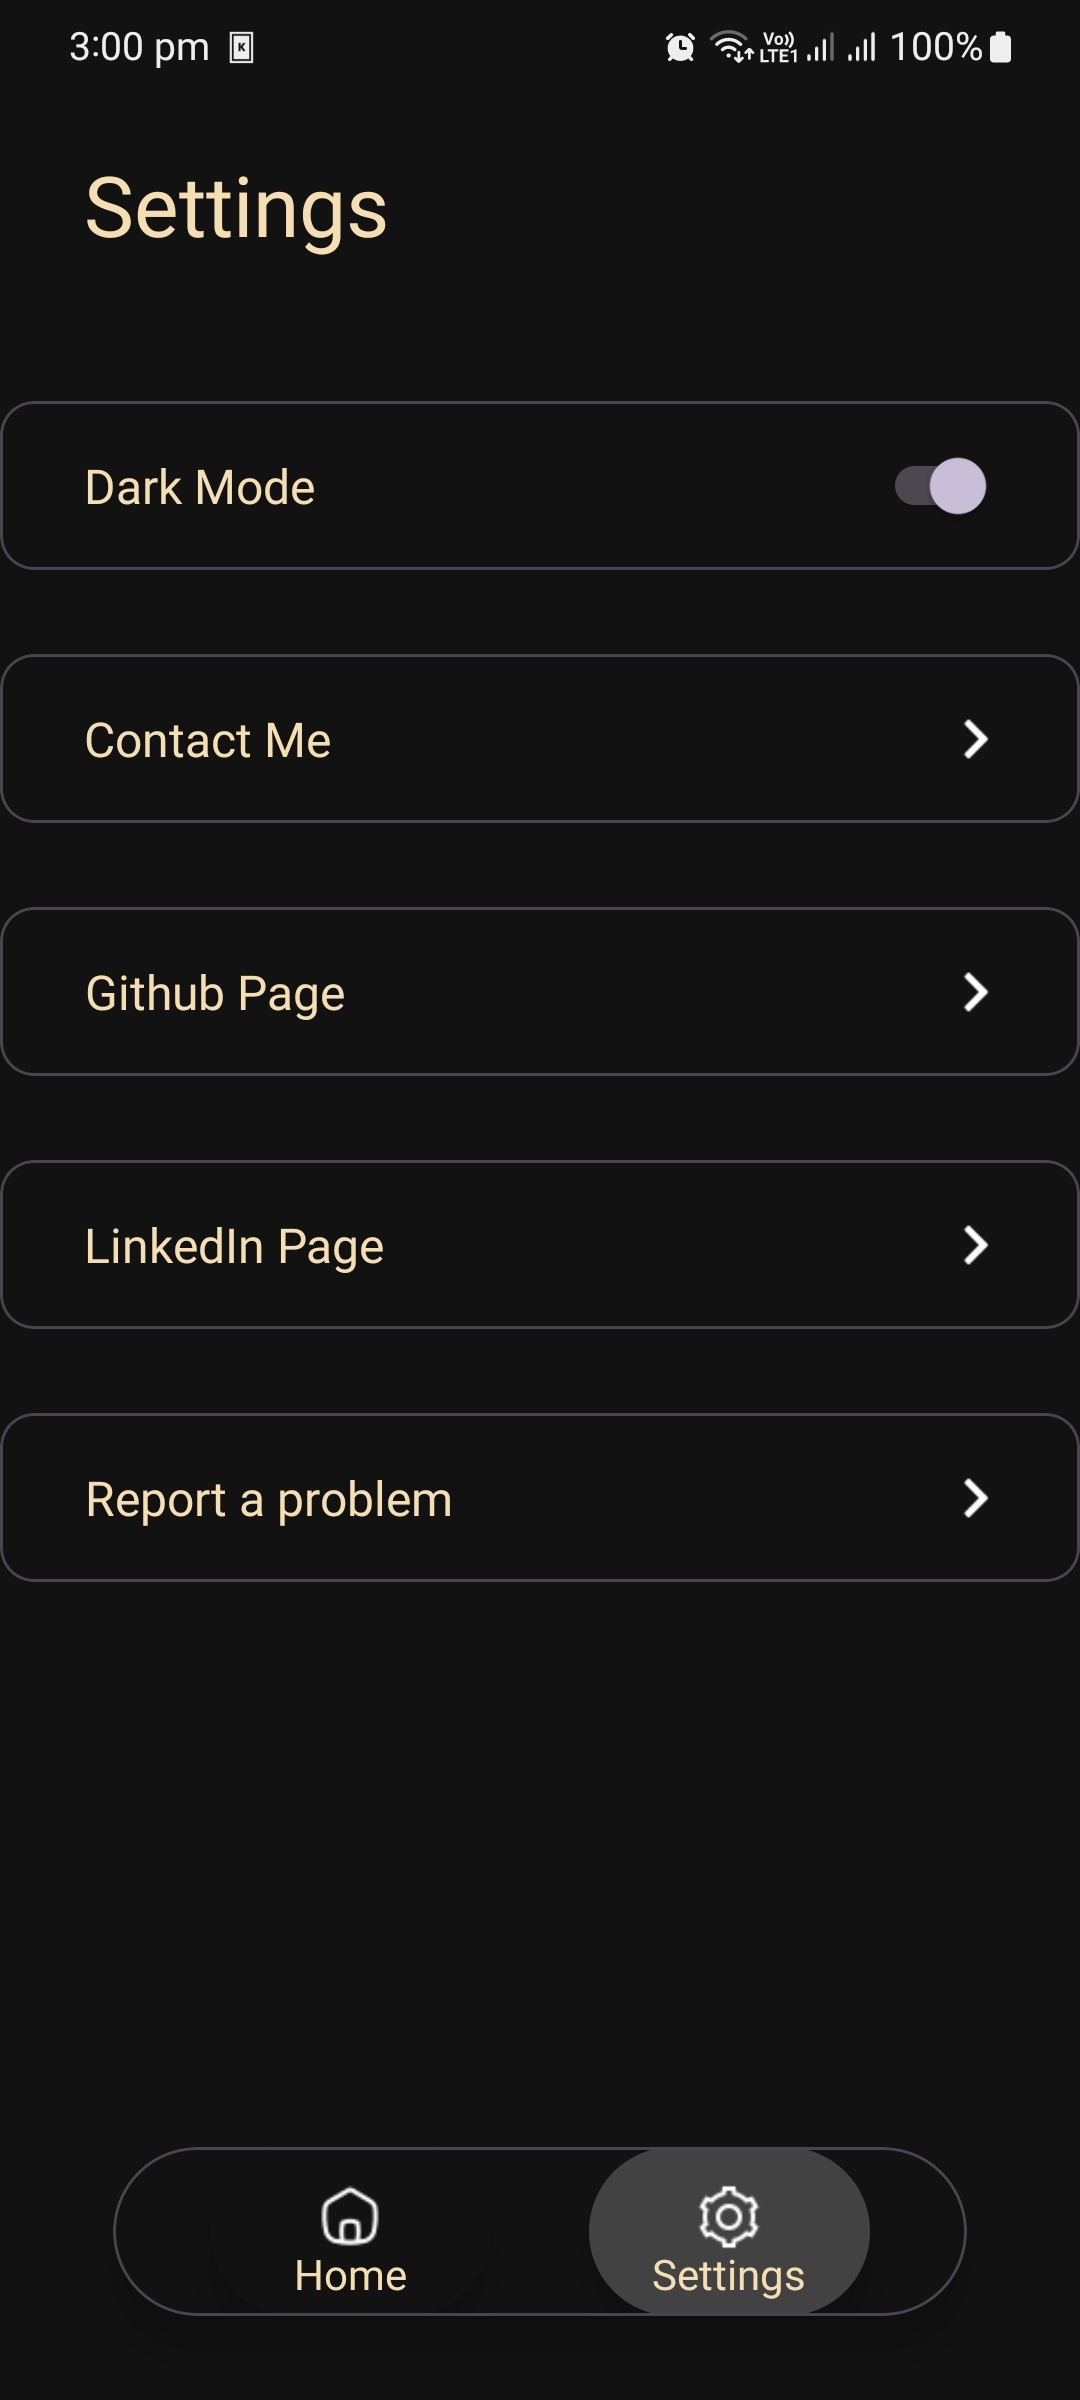 3:00 pm K Vo)) LTE1 100%
Settings
Dark Mode
Contact Me
Github Page
LinkedIn Page
Report a problem
Home Settings